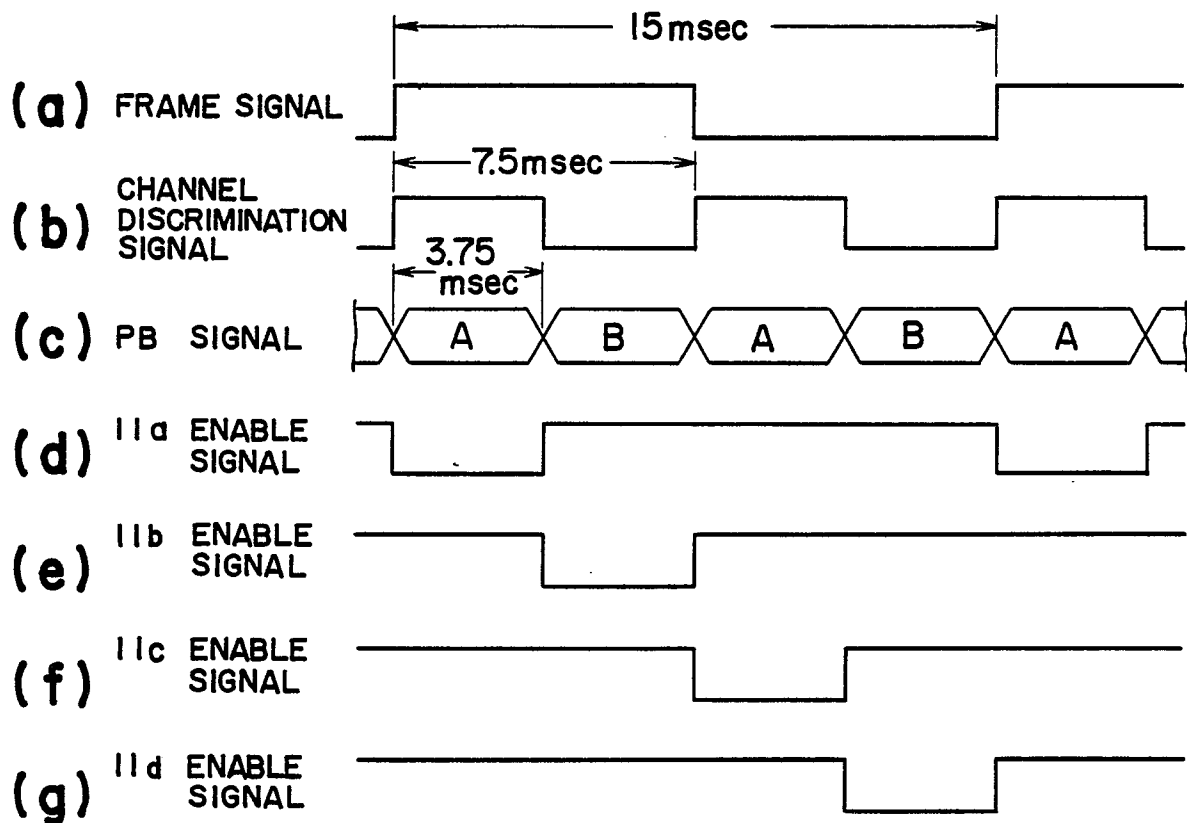 15 msec
(a) FRAME SIGNAL
7.5 msec
(b) CHANNEL
DISCRIMINATION
SIGNAL
3.75
msec
(c) PB SIGNAL
A B A B A
(d) 11a ENABLE
SIGNAL
(e) 11b ENABLE
SIGNAL
(f) 11c ENABLE
SIGNAL
(g) 11d ENABLE
SIGNAL